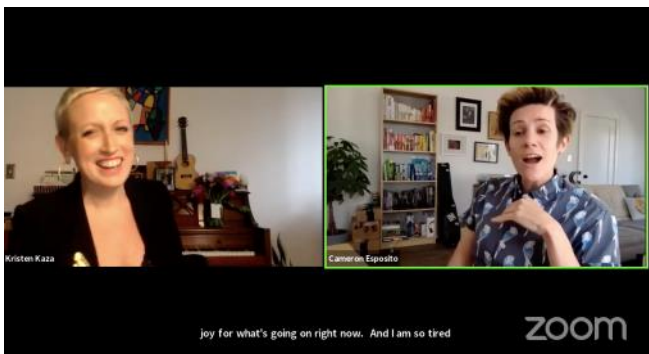 Kristen Kaza
Cameron Esposito
joy for what's going on right now. And I am so tired
zoom